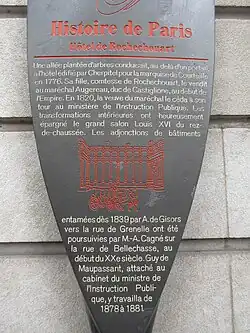 Histoire de Paris
Hôtel de Rochechouart
Une allée plantée d'arbres conduisait, au-delà d'un portail
à l'hôtel édifié par Cherpitel pour la marquise de Courteille
en 1776. Sa fille, comtesse de Rochechouart, le vendit
au maréchal Augereau, duc de Castiglione, au début de
l'Empire. En 1820, la veuve du maréchal le céda à son
tour au ministère de l'Instruction Publique. Les
transformations intérieures ont heureusement
épargné le grand salon Louis XVI du rez-
de-chaussée. Les adjonctions de bâtiments
entamées dès 1839 par A. de Gisors
vers la rue de Grenelle ont été
poursuivies par M.-A. Cagné sur
la rue de Bellechasse, au
début du XXe siècle. Guy de
Maupassant, attaché au
cabinet du ministre de
l'Instruction Publi-
que, y travailla de
1878 à 1881.